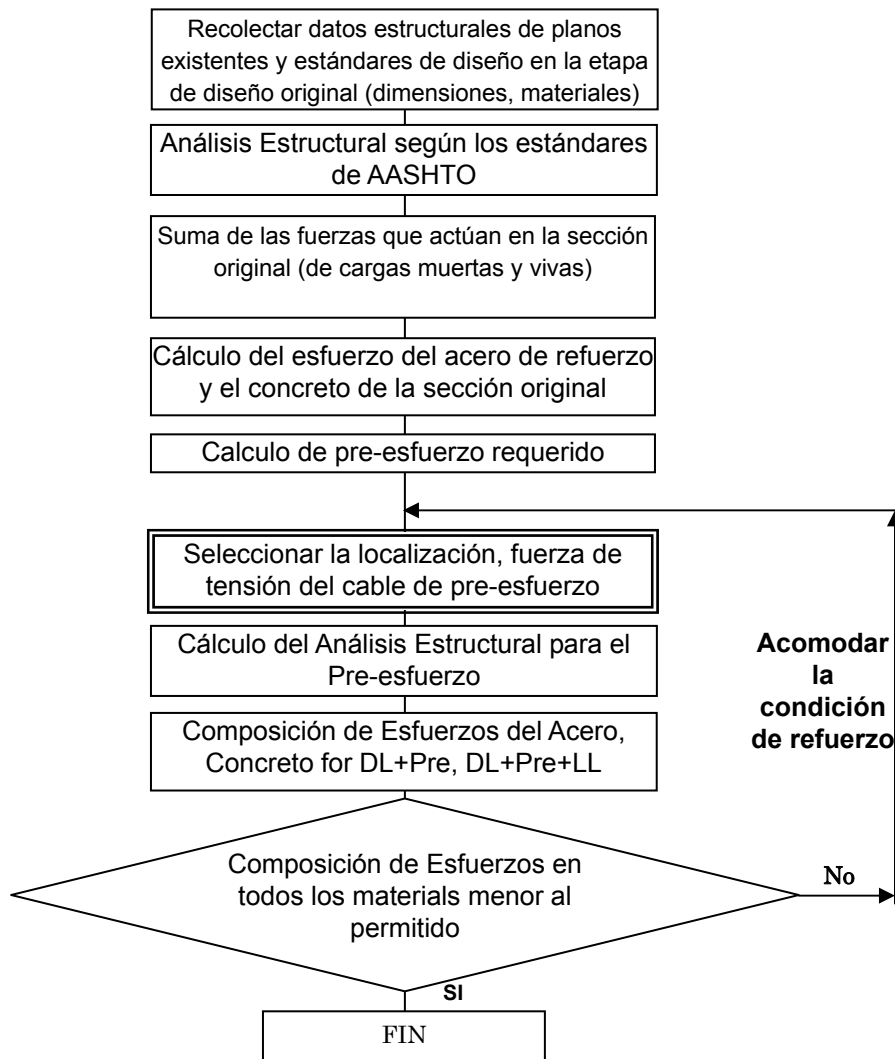 Recolectar datos estructurales de planos
existentes y estándares de diseño en la etapa
de diseño original (dimensiones, materiales)
Análisis Estructural según los estándares
de AASHTO
Suma de las fuerzas que actúan en la sección
original (de cargas muertas y vivas)
Cálculo del esfuerzo del acero de refuerzo
y el concreto de la sección original
Calculo de pre-esfuerzo requerido
Seleccionar la localización, fuerza de
tensión del cable de pre-esfuerzo
Cálculo del Análisis Estructural para el
Pre-esfuerzo
Composición de Esfuerzos del Acero,
Concreto for DL+Pre, DL+Pre+LL
Composición de Esfuerzos en
todos los materials menor al
permitido
No
Acomodar
la
condición
de refuerzo
SI
FIN